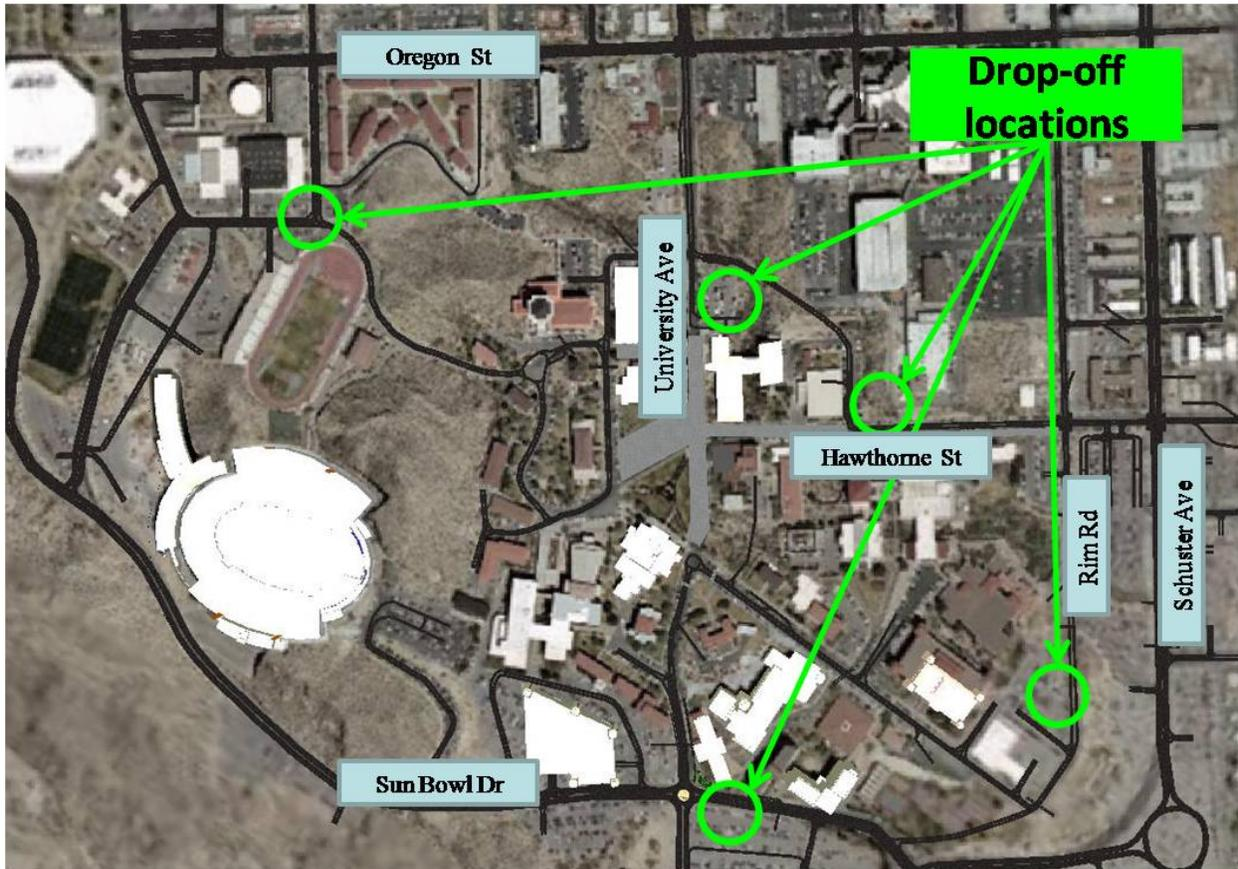 Oregon St
Drop-off
locations
University Ave
Hawthorne St
Rim Rd
Schuster Ave
Sun Bowl Dr